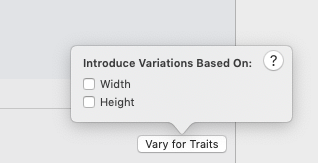 Introduce Variations Based On:
?
Width
Height
Vary for Traits